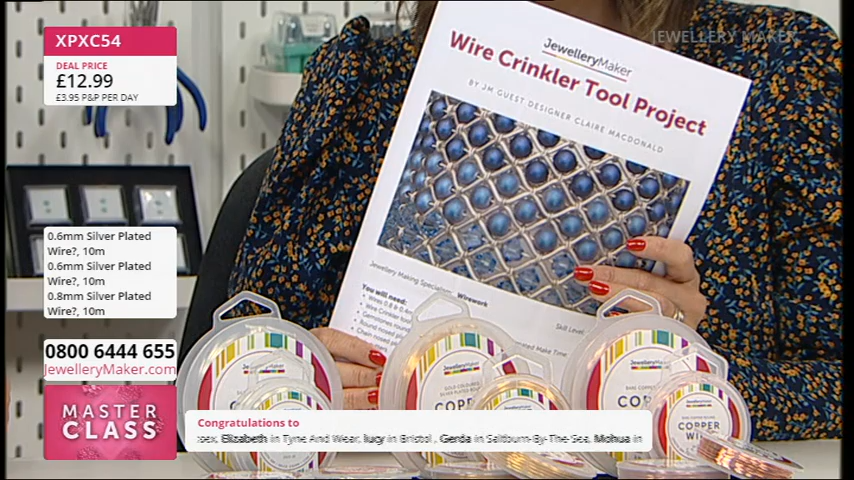 XPXC54
DEAL PRICE
£12.99
£3.95 P&P PER DAY
JEWELLERY MAKER
JewelleryMaker
Wire Crinkler Tool Project
BY JM GUEST DESIGNER CLAIRE MACDONALD
Jewellery Making Specialism: Wirework
You will need:
Skill Level:
Make Time:
0.6mm Silver Plated
Wire?, 10m
0.6mm Silver Plated
Wire?, 10m
0.8mm Silver Plated
Wire?, 10m
0800 6444 655
JewelleryMaker.com
MASTER
CLASS
Congratulations to
Elizabeth in Tyne And Wear, lucy in Bristol , Gerda in Saltburn-By-The-Sea, Mohua in
JewelleryMaker
JewelleryMaker
JewelleryMaker
COPPER